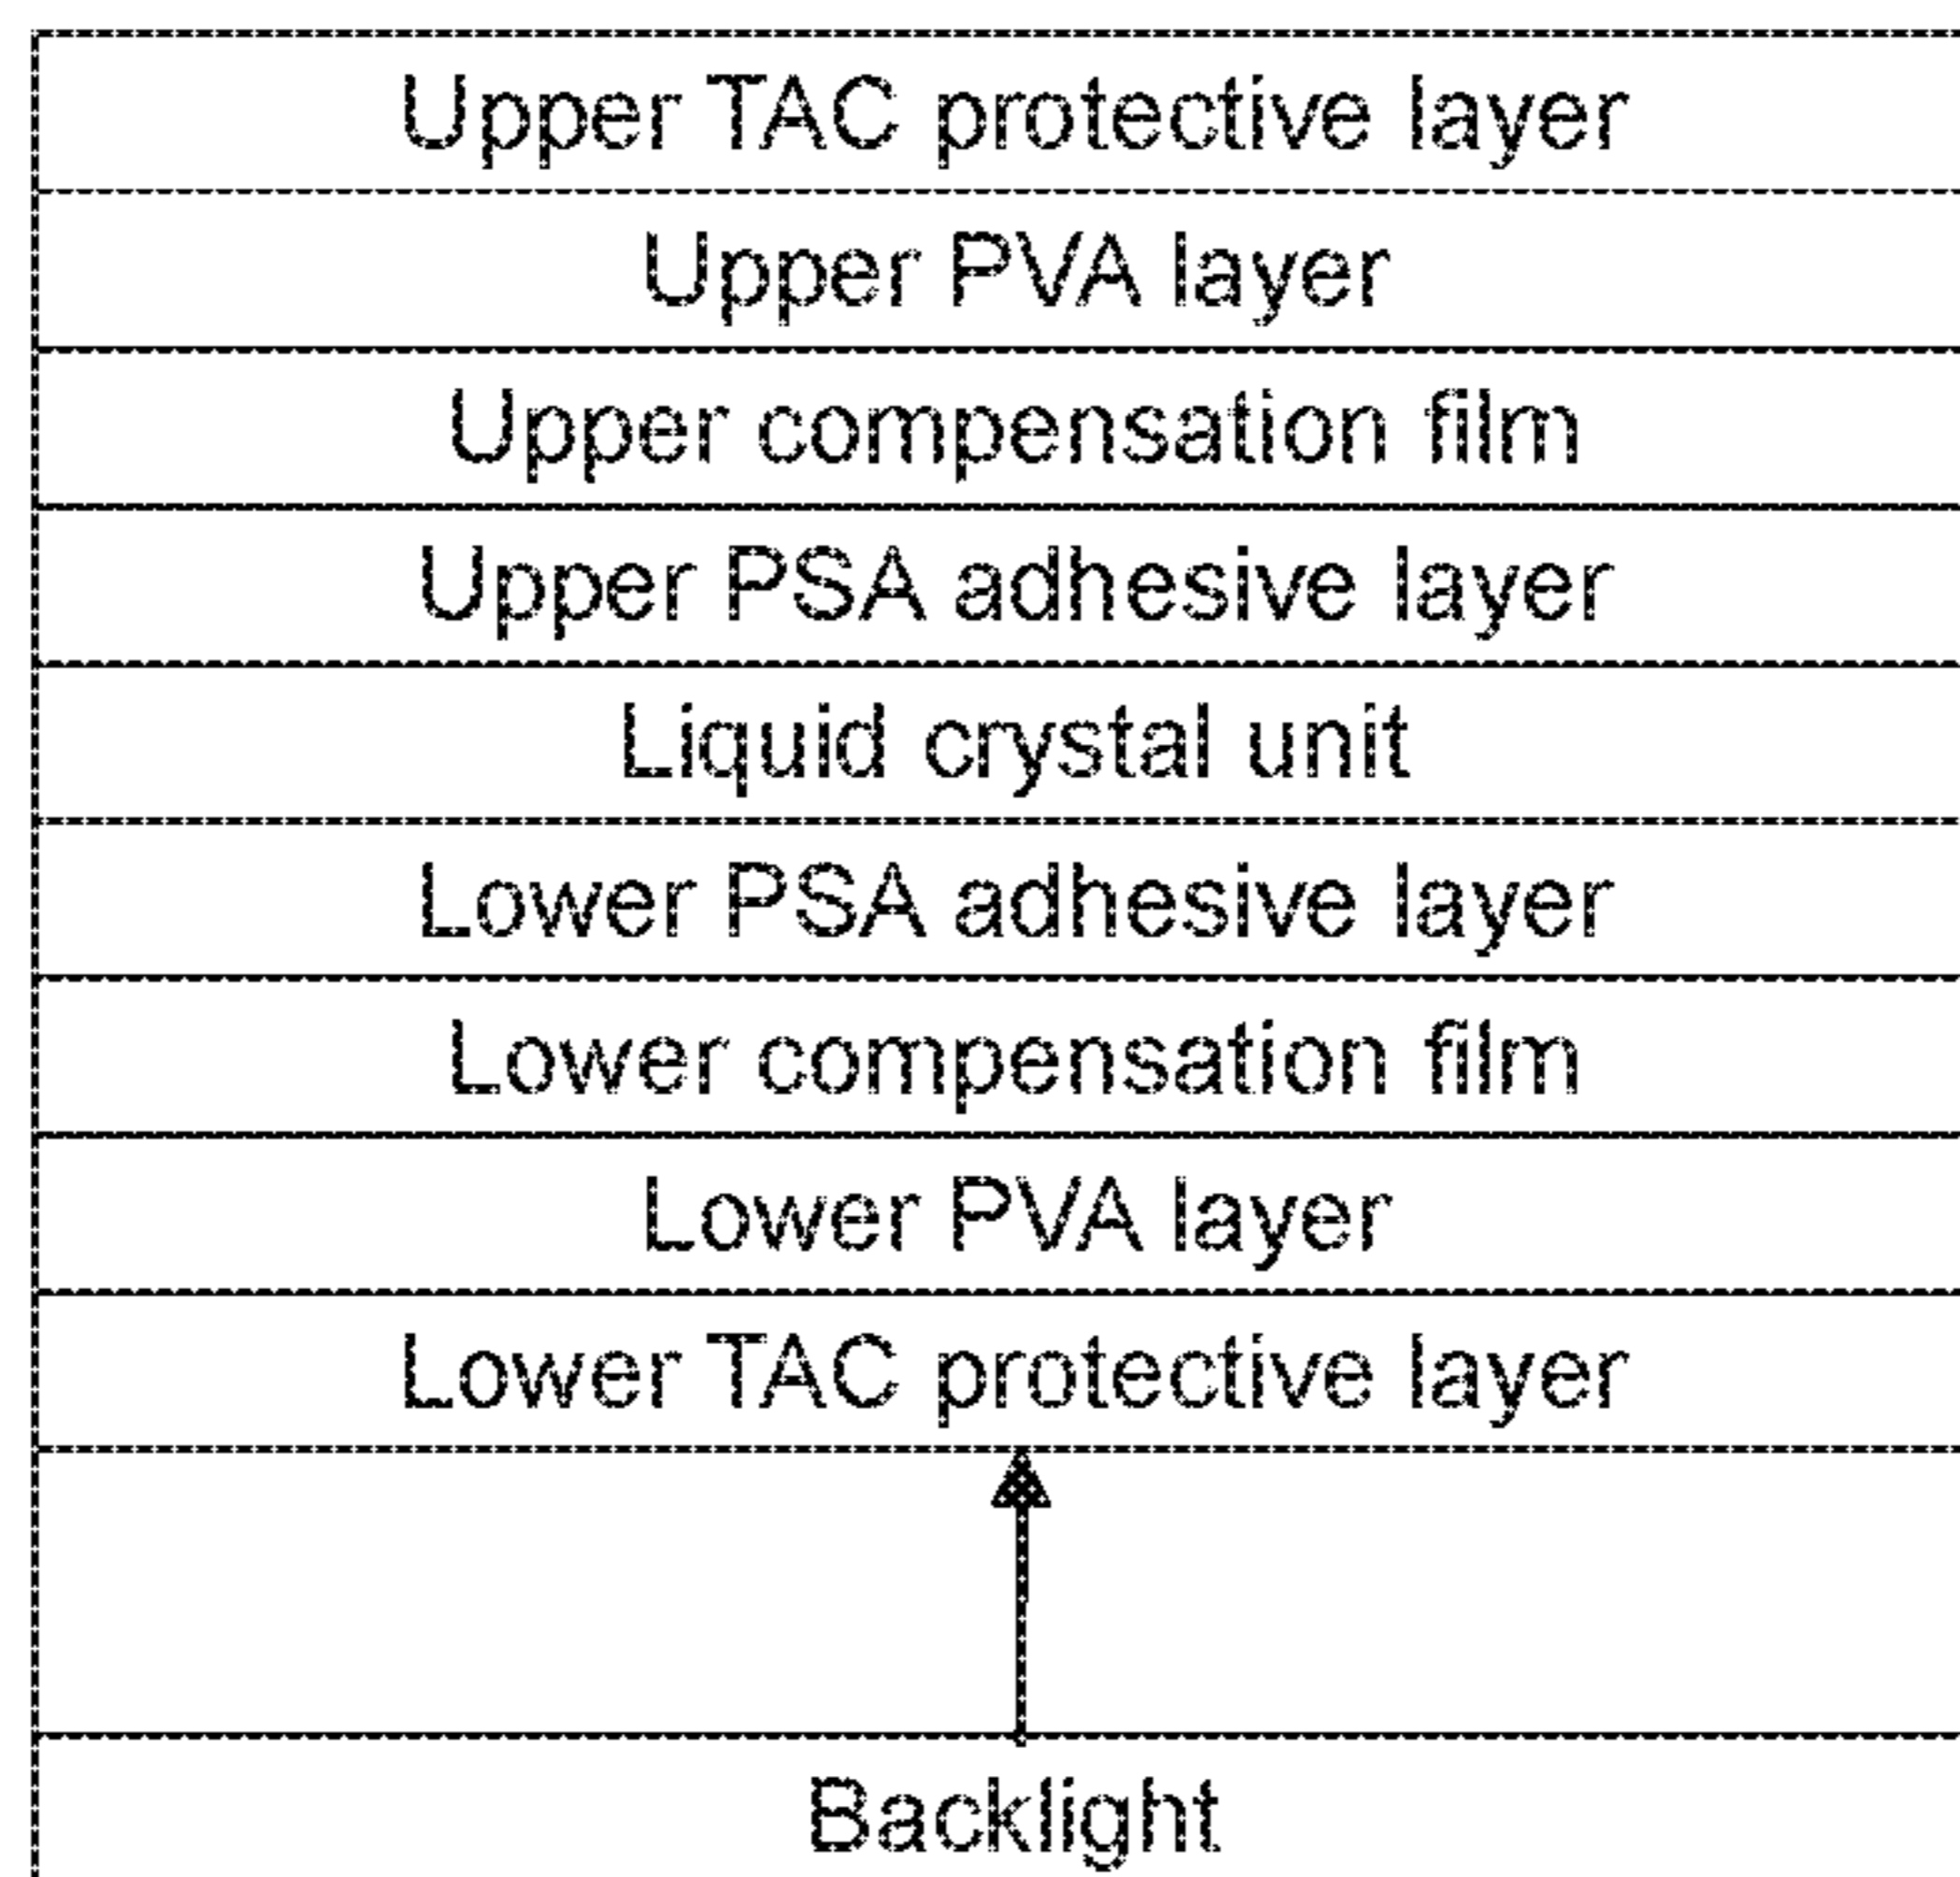 Upper TAC protective layer
Upper PVA layer
Upper compensation film
Upper PSA adhesive layer
Liquid crystal unit
Lower PSA adhesive layer
Lower compensation film
Lower PVA layer
Lower TAC protective layer
Backlight